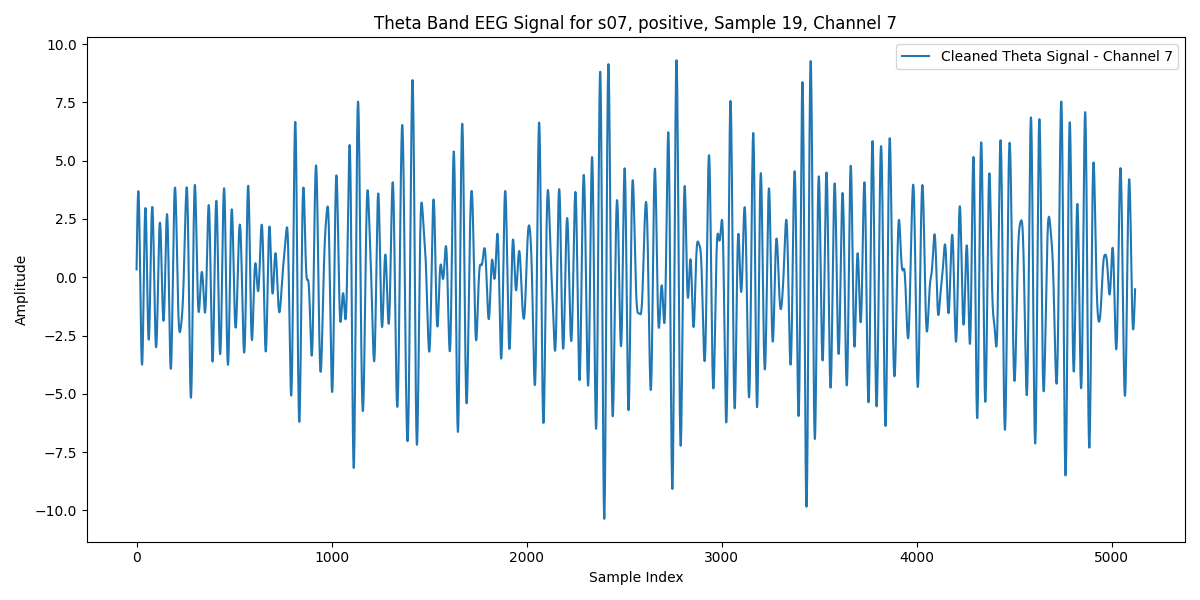 Theta Band EEG Signal for s07, positive, Sample 19, Channel 7
Cleaned Theta Signal - Channel 7
Amplitude
10.0
7.5
5.0
2.5
0.0
−2.5
−5.0
−7.5
−10.0
0 1000 2000 3000 4000 5000
Sample Index